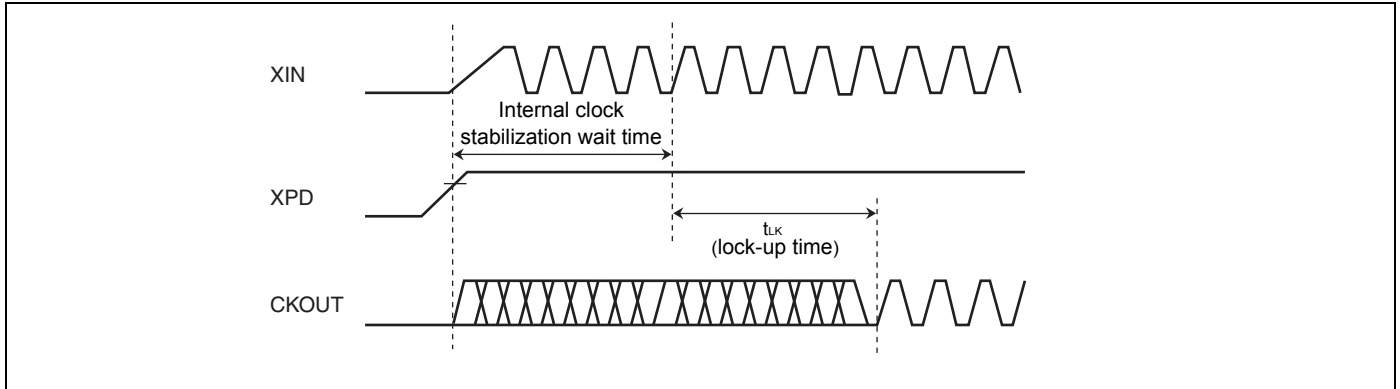 XIN
Internal clock
stabilization wait time
XPD
tLK
(lock-up time)
CKOUT